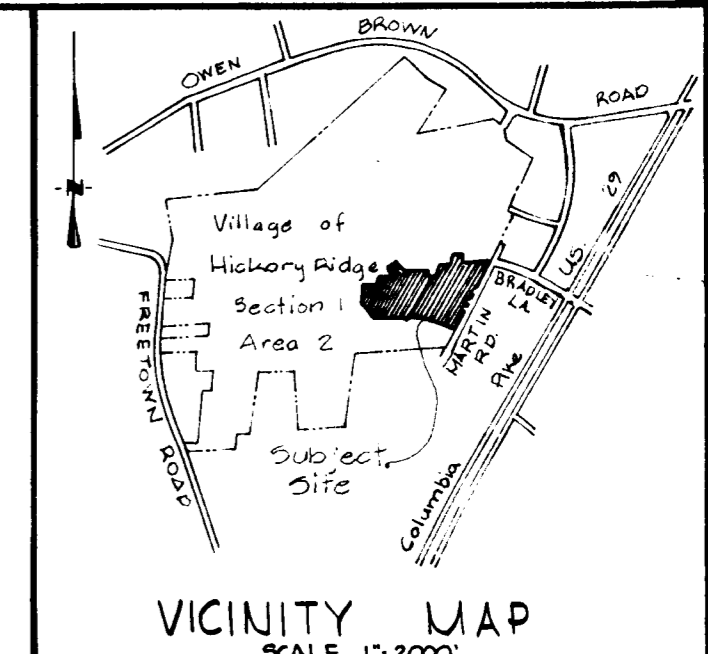 OWEN BROWN ROAD
N
Village of
Hickory Ridge
Section 1
Area 2
US 29
BRADLEY
LA
MARTIN
RD.
Columbia Pike
FREETOWN ROAD
Subject
Site
VICINITY MAP
SCALE 1":2000'